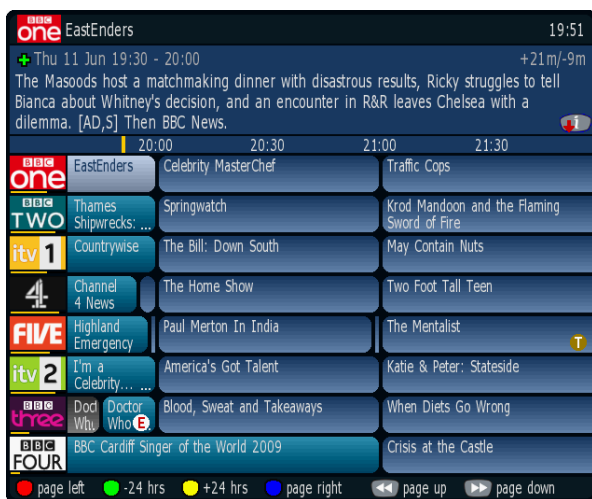 BBC one EastEnders 19:51
Thu 11 Jun 19:30 - 20:00 +21m/-9m
The Masoods host a matchmaking dinner with disastrous results, Ricky struggles to tell
Bianca about Whitney's decision, and an encounter in R&R leaves Chelsea with a
dilemma. [AD,S] Then BBC News.
i
20:00 20:30 21:00 21:30
BBC one EastEnders Celebrity MasterChef Traffic Cops
BBC TWO Thames Shipwrecks: ... Springwatch Krod Mandoon and the Flaming Sword of Fire
itv 1 Countrywise The Bill: Down South May Contain Nuts
4 Channel 4 News The Home Show Two Foot Tall Teen
FIVE Highland Emergency Paul Merton In India The Mentalist T
itv 2 I'm a Celebrity... ... America's Got Talent Katie & Peter: Stateside
BBC three Doctor Who E Blood, Sweat and Takeaways When Diets Go Wrong
BBC FOUR BBC Cardiff Singer of the World 2009 Crisis at the Castle
page left -24 hrs +24 hrs page right page up page down